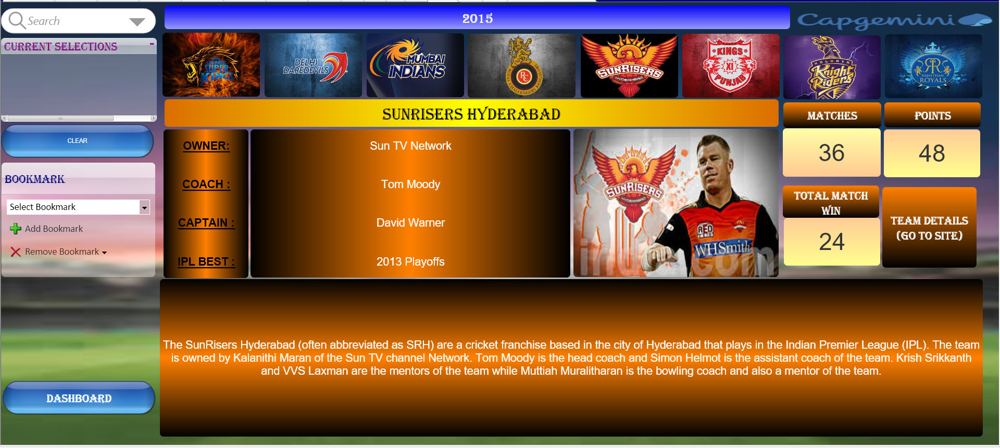 Search
2015
Capgemini
CURRENT SELECTIONS
CHENNAI
SUPER
KINGS
DELHI
DAREDEVILS
MUMBAI
INDIANS
RC
ROYAL CHALLENGERS BANGALORE
SUNRISERS
HYDERABAD
KINGS
XI
PUNJAB
KOLKATA
Knight
Riders
RR
RAJASTHAN
ROYALS
CLEAR
BOOKMARK
Select Bookmark
Add Bookmark
Remove Bookmark
DASHBOARD
SUNRISERS HYDERABAD
OWNER:
Sun TV Network
COACH :
Tom Moody
CAPTAIN :
David Warner
IPL BEST :
2013 Playoffs
SUNRISERS
HYDERABAD
WHSmith
MATCHES
36
POINTS
48
TOTAL MATCH
WIN
24
TEAM DETAILS
(GO TO SITE)
The SunRisers Hyderabad (often abbreviated as SRH) are a cricket franchise based in the city of Hyderabad that plays in the Indian Premier League (IPL). The team
is owned by Kalanithi Maran of the Sun TV channel Network. Tom Moody is the head coach and Simon Helmot is the assistant coach of the team. Krish Srikkanth
and VVS Laxman are the mentors of the team while Muttiah Muralitharan is the bowling coach and also a mentor of the team.